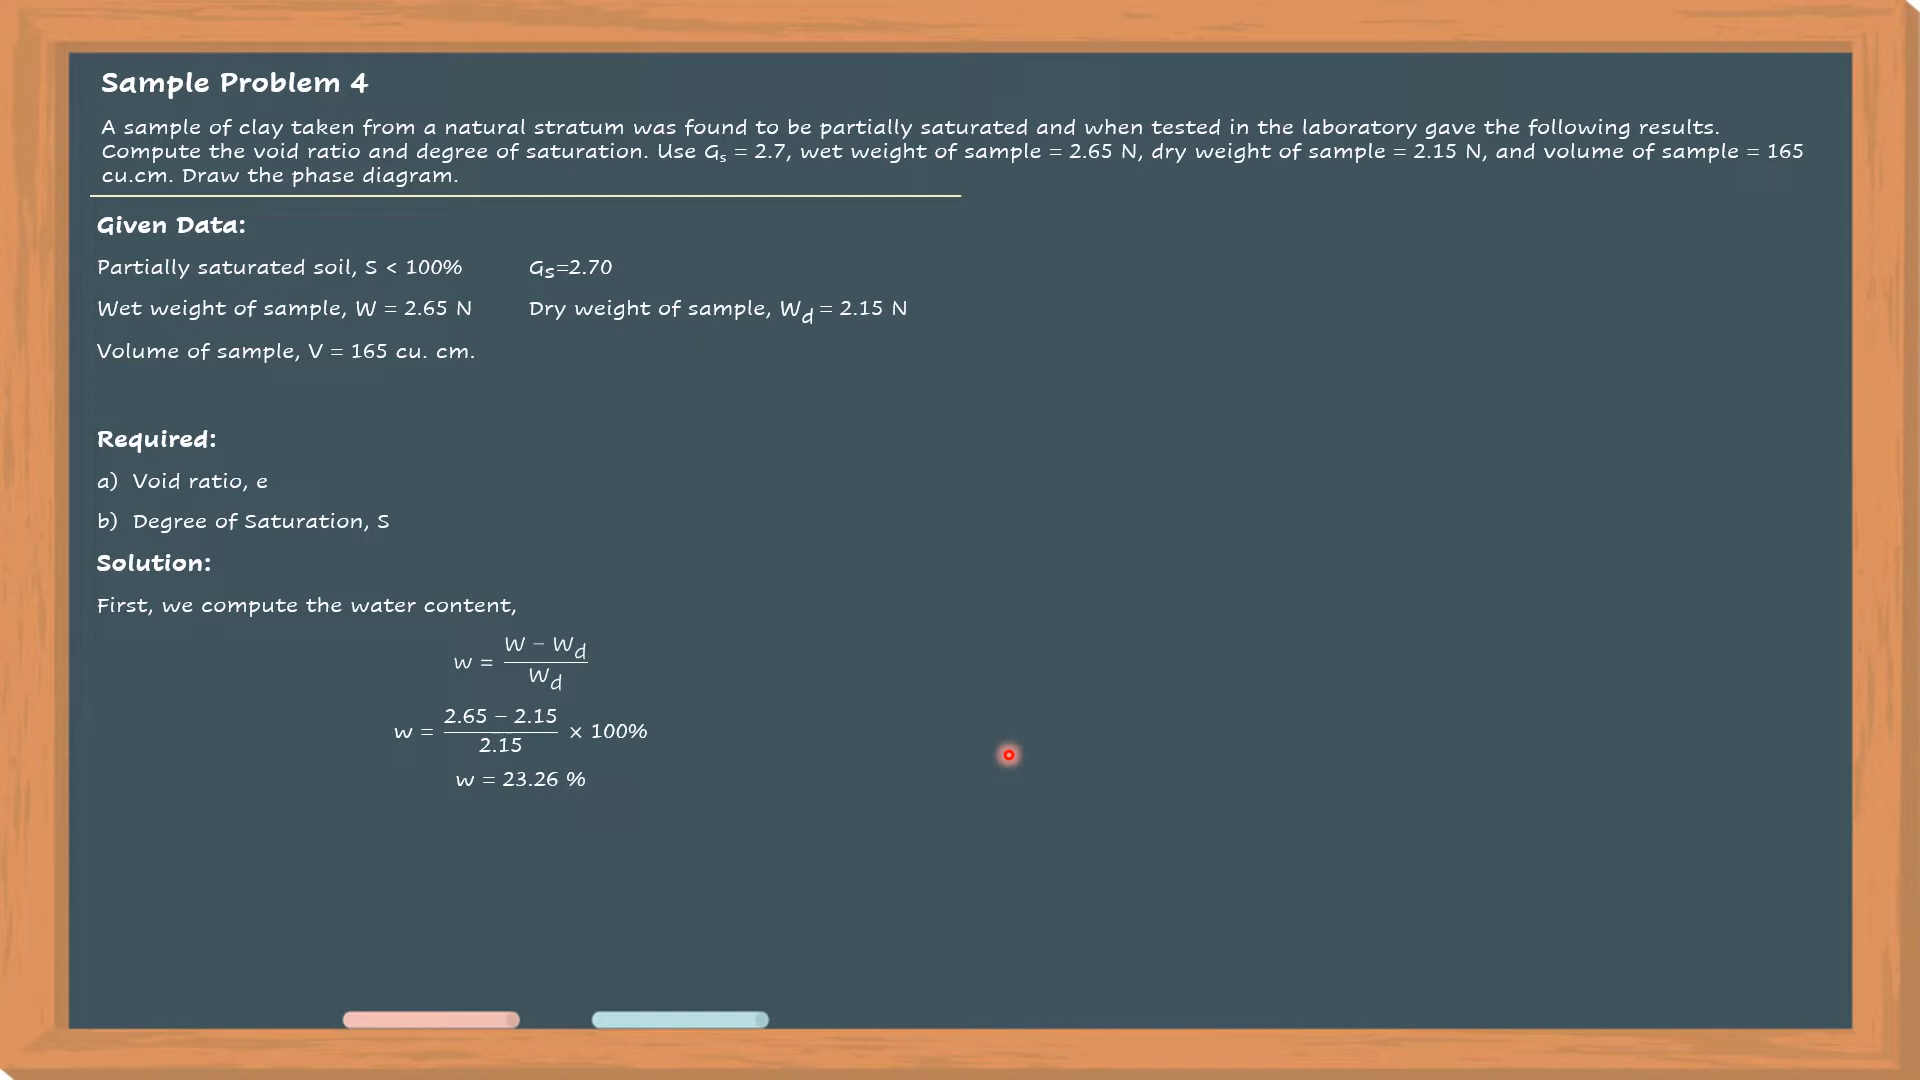 Sample Problem 4
A sample of clay taken from a natural stratum was found to be partially saturated and when tested in the laboratory gave the following results.
Compute the void ratio and degree of saturation. Use Gₛ = 2.7, wet weight of sample = 2.65 N, dry weight of sample = 2.15 N, and volume of sample = 165
cu.cm. Draw the phase diagram.
Given Data:
Partially saturated soil, S < 100% Gₛ=2.70
Wet weight of sample, W = 2.65 N Dry weight of sample, W_d = 2.15 N
Volume of sample, V = 165 cu. cm.
Required:
a) Void ratio, e
b) Degree of Saturation, S
Solution:
First, we compute the water content,
w = (W − W_d) / W_d
w = (2.65 − 2.15) / 2.15 × 100%
w = 23.26 %